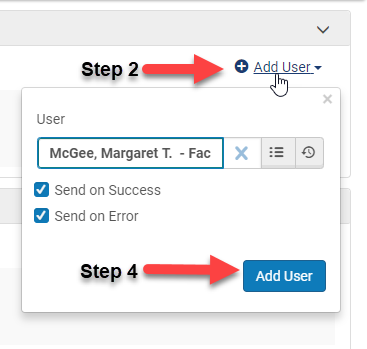 Step 2
Add User
User
McGee, Margaret T. - Fac
Send on Success
Send on Error
Step 4
Add User